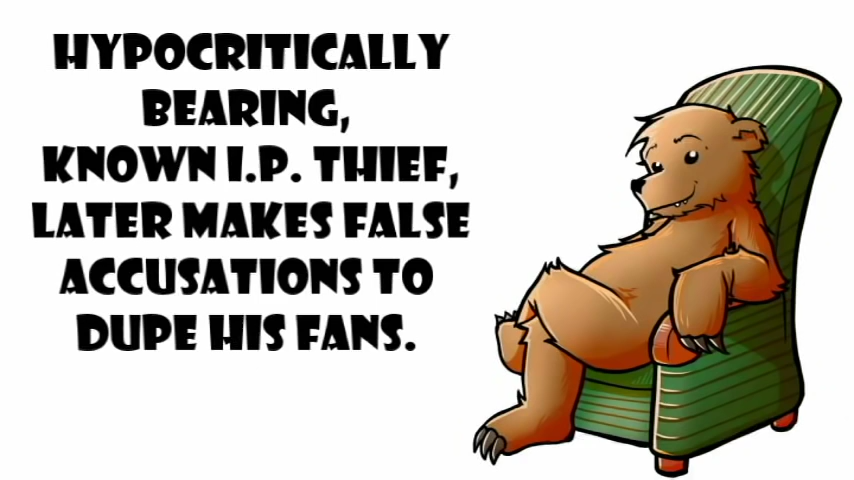 HYPOCRITICALLY
BEARING,
KNOWN I.P. THIEF,
LATER MAKES FALSE
ACCUSATIONS TO
DUPE HIS FANS.